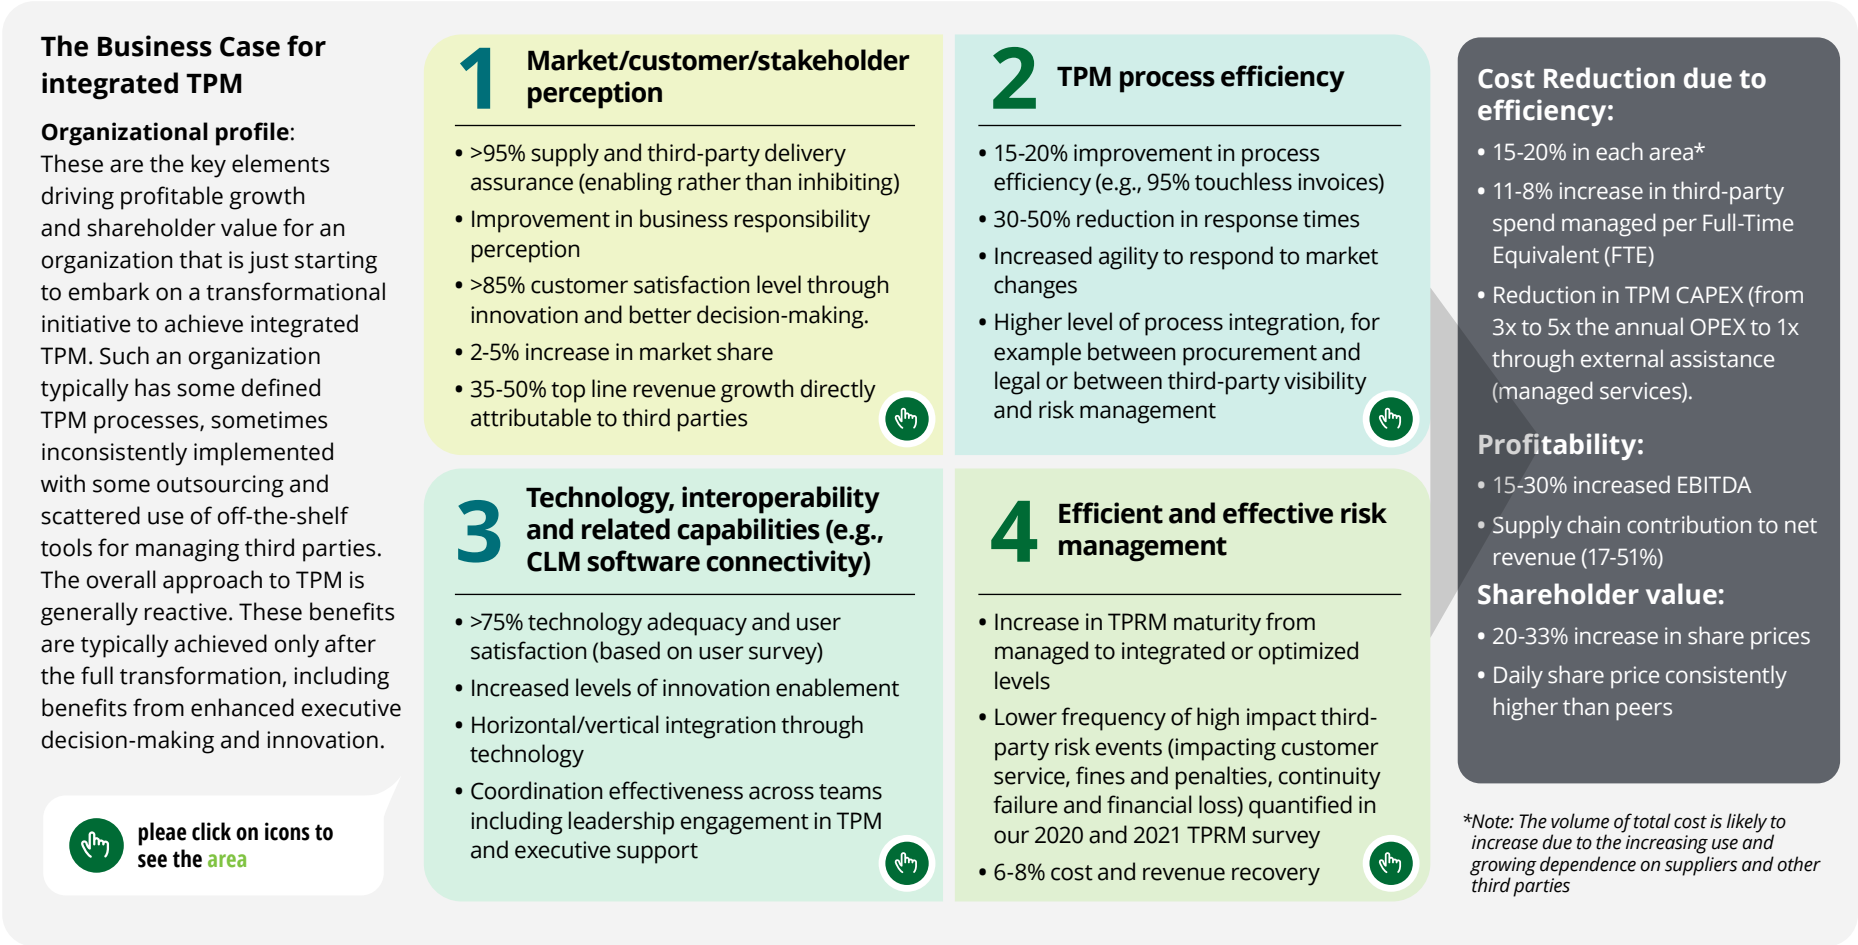 The Business Case for
integrated TPM
Organizational profile:
These are the key elements
driving profitable growth
and shareholder value for an
organization that is just starting
to embark on a transformational
initiative to achieve integrated
TPM. Such an organization
typically has some defined
TPM processes, sometimes
inconsistently implemented
with some outsourcing and
scattered use of off-the-shelf
tools for managing third parties.
The overall approach to TPM is
generally reactive. These benefits
are typically achieved only after
the full transformation, including
benefits from enhanced executive
decision-making and innovation.
pleae click on icons to
see the area
1
Market/customer/stakeholder
perception
• >95% supply and third-party delivery
assurance (enabling rather than inhibiting)
• Improvement in business responsibility
perception
• >85% customer satisfaction level through
innovation and better decision-making.
• 2-5% increase in market share
• 35-50% top line revenue growth directly
attributable to third parties
2
TPM process efficiency
• 15-20% improvement in process
efficiency (e.g., 95% touchless invoices)
• 30-50% reduction in response times
• Increased agility to respond to market
changes
• Higher level of process integration, for
example between procurement and
legal or between third-party visibility
and risk management
3
Technology, interoperability
and related capabilities (e.g.,
CLM software connectivity)
• >75% technology adequacy and user
satisfaction (based on user survey)
• Increased levels of innovation enablement
• Horizontal/vertical integration through
technology
• Coordination effectiveness across teams
including leadership engagement in TPM
and executive support
4
Efficient and effective risk
management
• Increase in TPRM maturity from
managed to integrated or optimized
levels
• Lower frequency of high impact third-
party risk events (impacting customer
service, fines and penalties, continuity
failure and financial loss) quantified in
our 2020 and 2021 TPRM survey
• 6-8% cost and revenue recovery
Cost Reduction due to
efficiency:
• 15-20% in each area*
• 11-8% increase in third-party
spend managed per Full-Time
Equivalent (FTE)
• Reduction in TPM CAPEX (from
3x to 5x the annual OPEX to 1x
through external assistance
(managed services).
Profitability:
• 15-30% increased EBITDA
• Supply chain contribution to net
revenue (17-51%)
Shareholder value:
• 20-33% increase in share prices
• Daily share price consistently
higher than peers
*Note: The volume of total cost is likely to
increase due to the increasing use and
growing dependence on suppliers and other
third parties